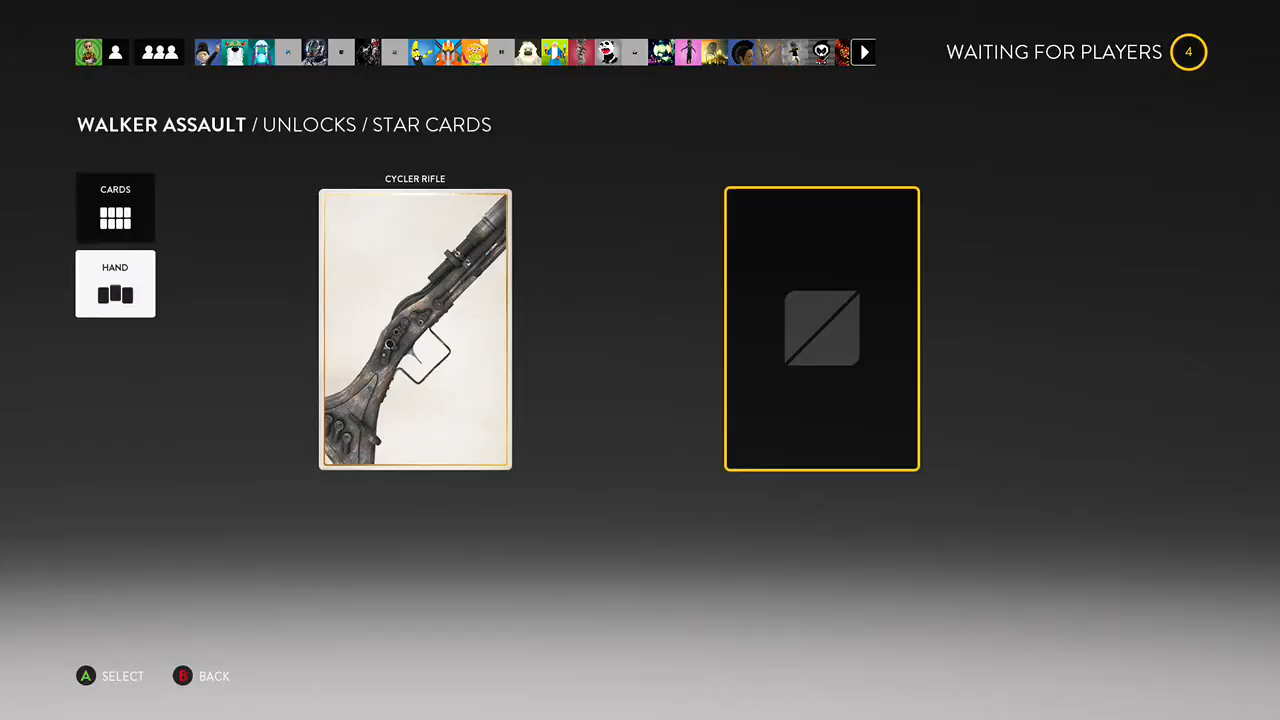 WAITING FOR PLAYERS 4
WALKER ASSAULT / UNLOCKS / STAR CARDS
CARDS
CYCLER RIFLE
HAND
A SELECT B BACK